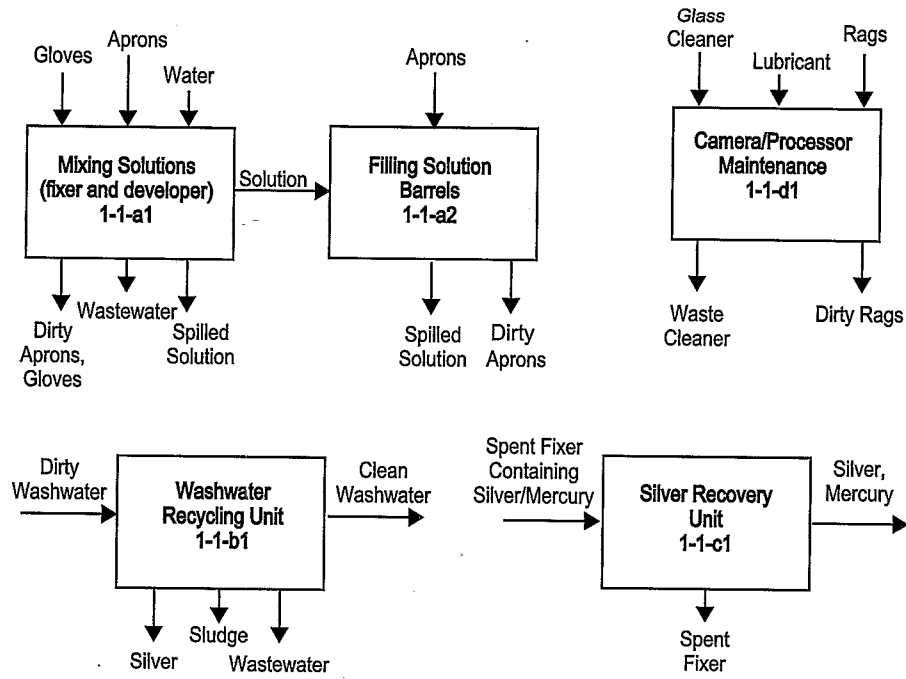 Gloves
Aprons
Water
Mixing Solutions
(fixer and developer)
1-1-a1
Dirty
Aprons,
Gloves
Wastewater
Spilled
Solution
Solution
Aprons
Filling Solution
Barrels
1-1-a2
Spilled
Solution
Dirty
Aprons
Glass
Cleaner
Lubricant
Rags
Camera/Processor
Maintenance
1-1-d1
Waste
Cleaner
Dirty Rags
Dirty
Washwater
Washwater
Recycling Unit
1-1-b1
Clean
Washwater
Silver
Sludge
Wastewater
Spent Fixer
Containing
Silver/Mercury
Silver Recovery
Unit
1-1-c1
Silver,
Mercury
Spent
Fixer